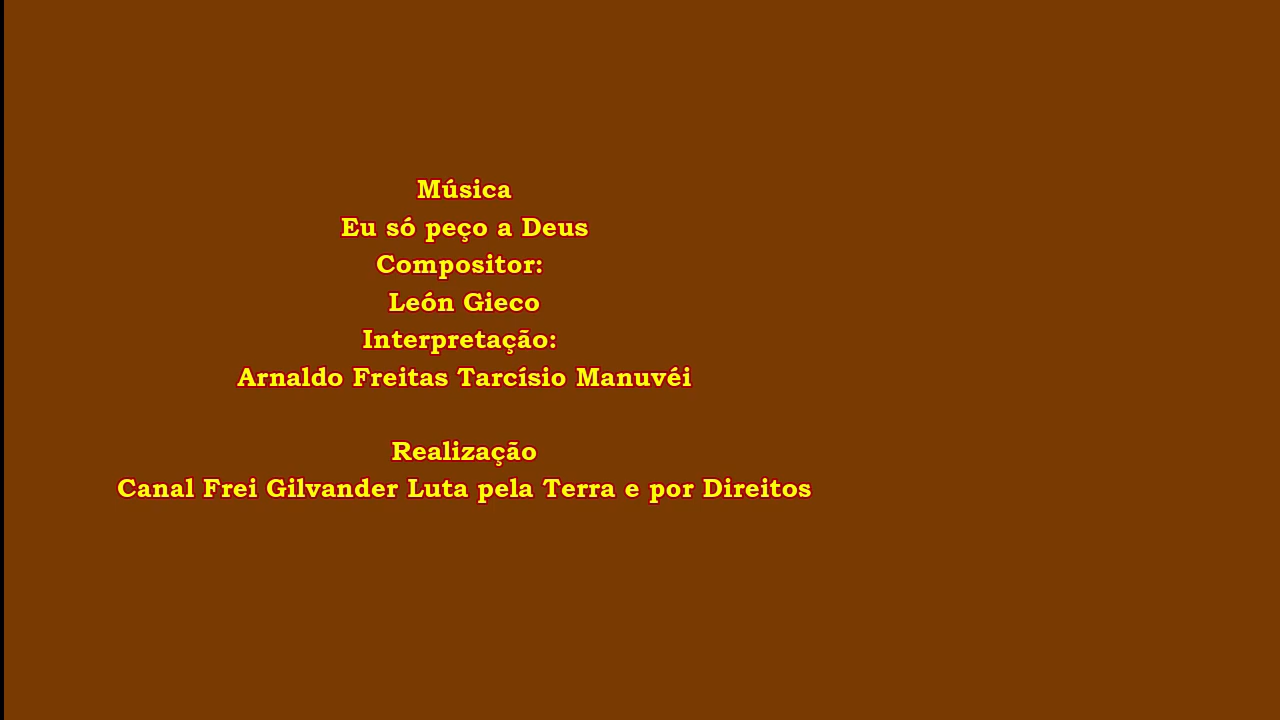 Música
Eu só peço a Deus
Compositor:
León Gieco
Interpretação:
Arnaldo Freitas Tarcísio Manuvéi
Realização
Canal Frei Gilvander Luta pela Terra e por Direitos